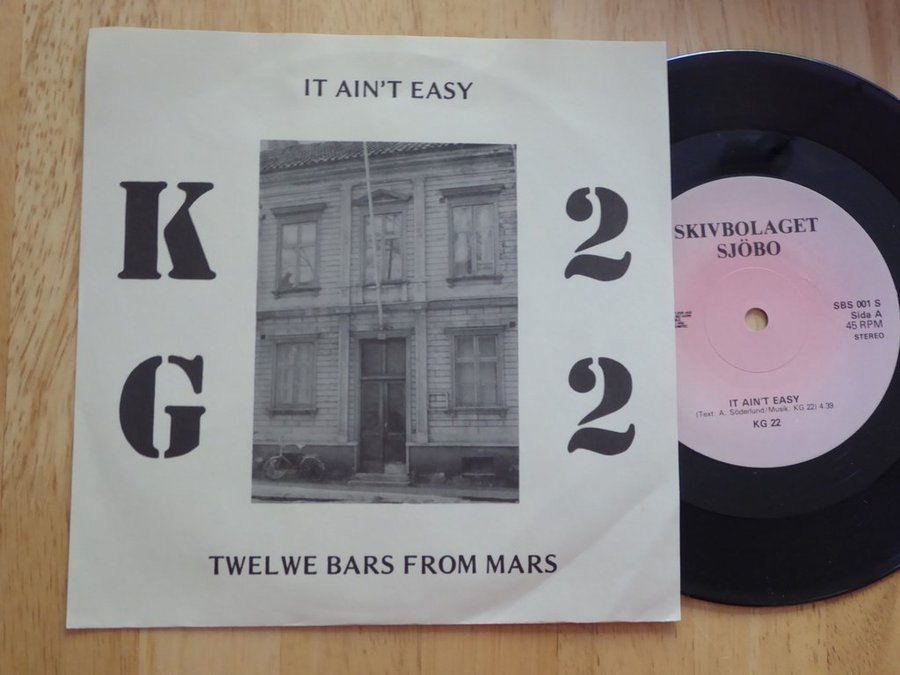 IT AIN'T EASY
K 2
G 2
TWELWE BARS FROM MARS
SKIVBOLAGET
SJÖBO
SBS 001 S
Sida A
45 RPM
STEREO
IT AIN'T EASY
(Text: A. Söderlund/Musik: KG 22) 4.39
KG 22